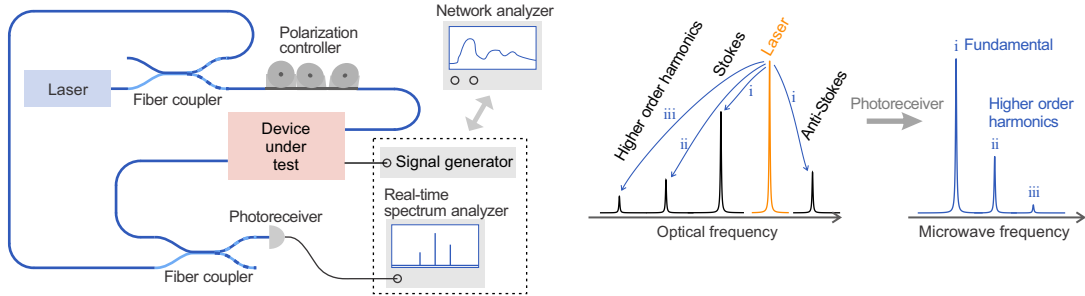 Network analyzer
Polarization
controller
Laser
Fiber coupler
Device
under
test
Signal generator
Real-time
spectrum analyzer
Photoreceiver
Fiber coupler
Higher order harmonics
Stokes
Laser
Anti-Stokes
iii
ii
i
i
Optical frequency
Photoreceiver
i Fundamental
Higher order
harmonics
ii
iii
Microwave frequency